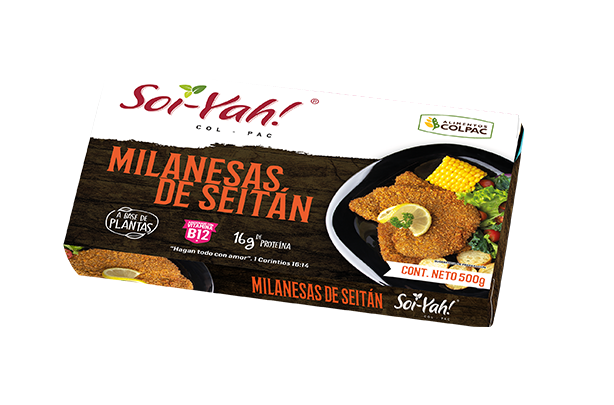 Soi-Yah! ®
COL - PAC
ALIMENTOS
COLPAC
MILANESAS
DE SEITÁN
A BASE DE
PLANTAS
VITAMINA
B12
16g DE PROTEÍNA
"Hagan todo con amor". 1 Corintios 16:14
CONT. NETO 500g
MILANESAS DE SEITÁN
Soi-Yah!
COL - PAC